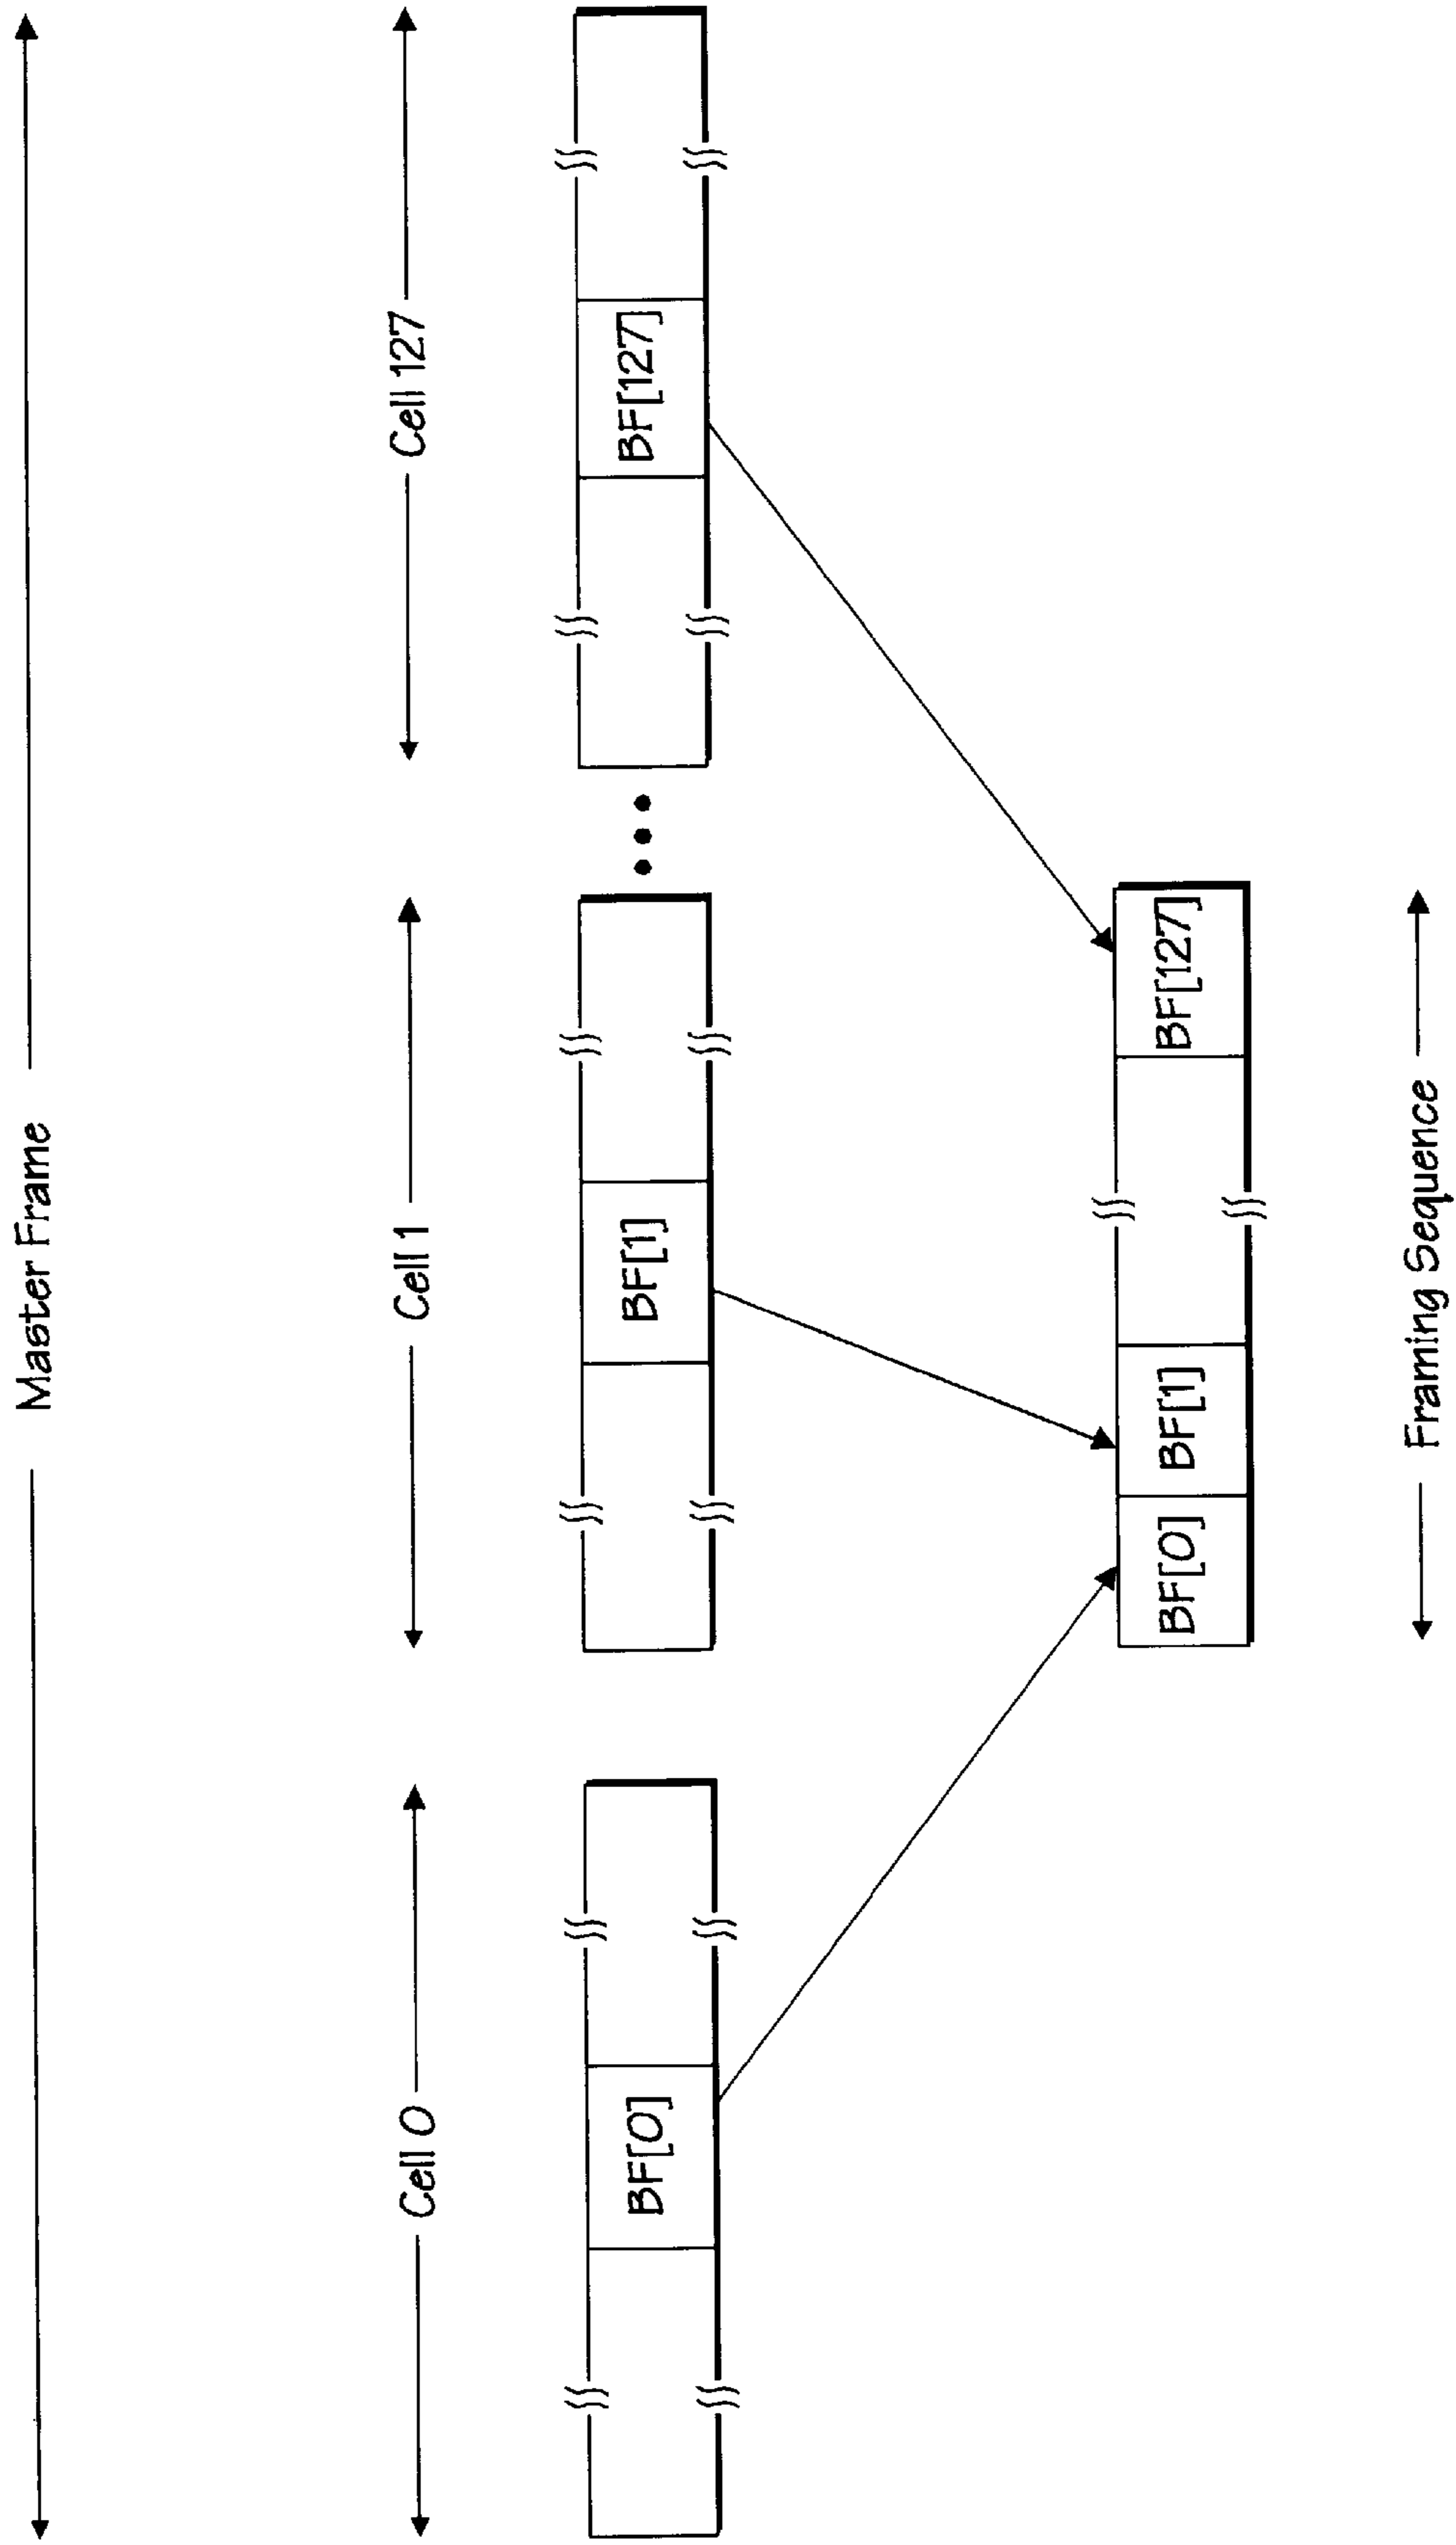 Master Frame
Cell 0
Cell 1
Cell 127
BF[0]
BF[1]
BF[127]
BF[0]
BF[1]
BF[127]
Framing Sequence